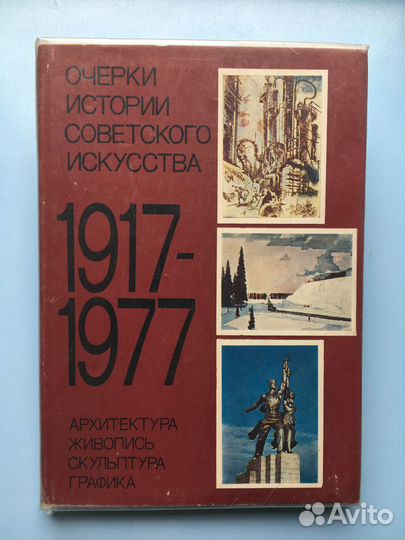 ОЧЕРКИ
ИСТОРИИ
СОВЕТСКОГО
ИСКУССТВА
1917-
1977
АРХИТЕКТУРА
ЖИВОПИСЬ
СКУЛЬПТУРА
ГРАФИКА
Avito